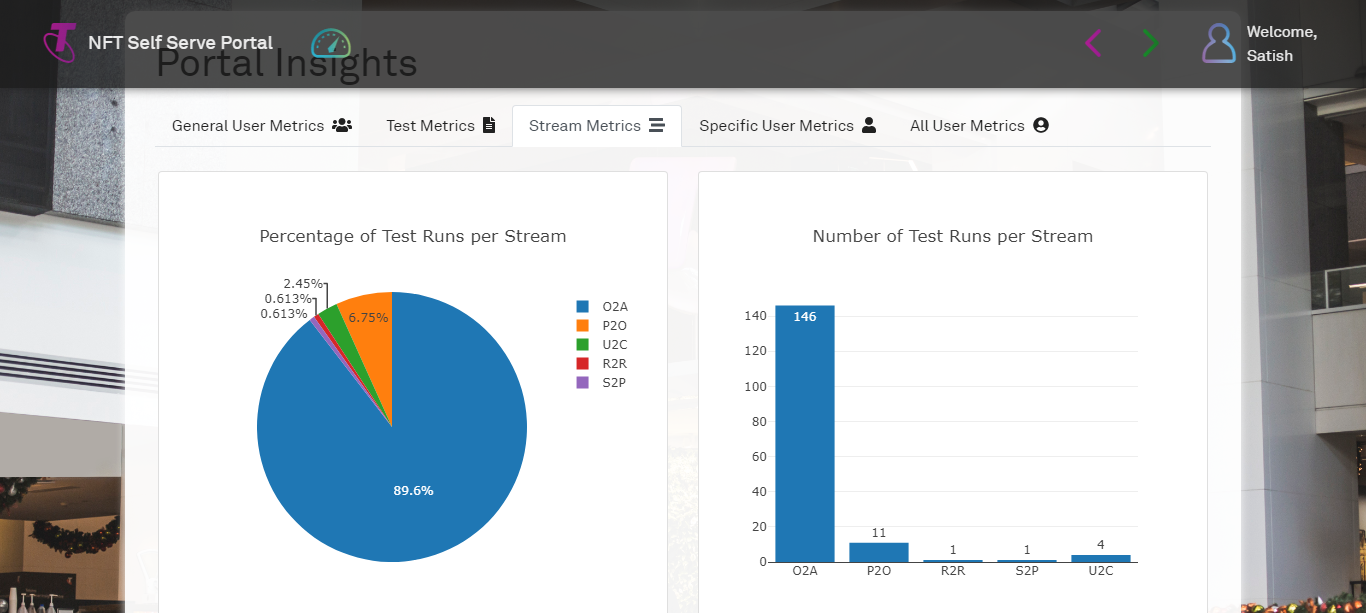 NFT Self Serve Portal
Welcome,
Satish
Portal Insights
General User Metrics
Test Metrics
Stream Metrics
Specific User Metrics
All User Metrics
Percentage of Test Runs per Stream
2.45%
0.613%
0.613%
6.75%
89.6%
O2A
P2O
U2C
R2R
S2P
Number of Test Runs per Stream
140
120
100
80
60
40
20
0
146
11
1
1
4
O2A
P2O
R2R
S2P
U2C